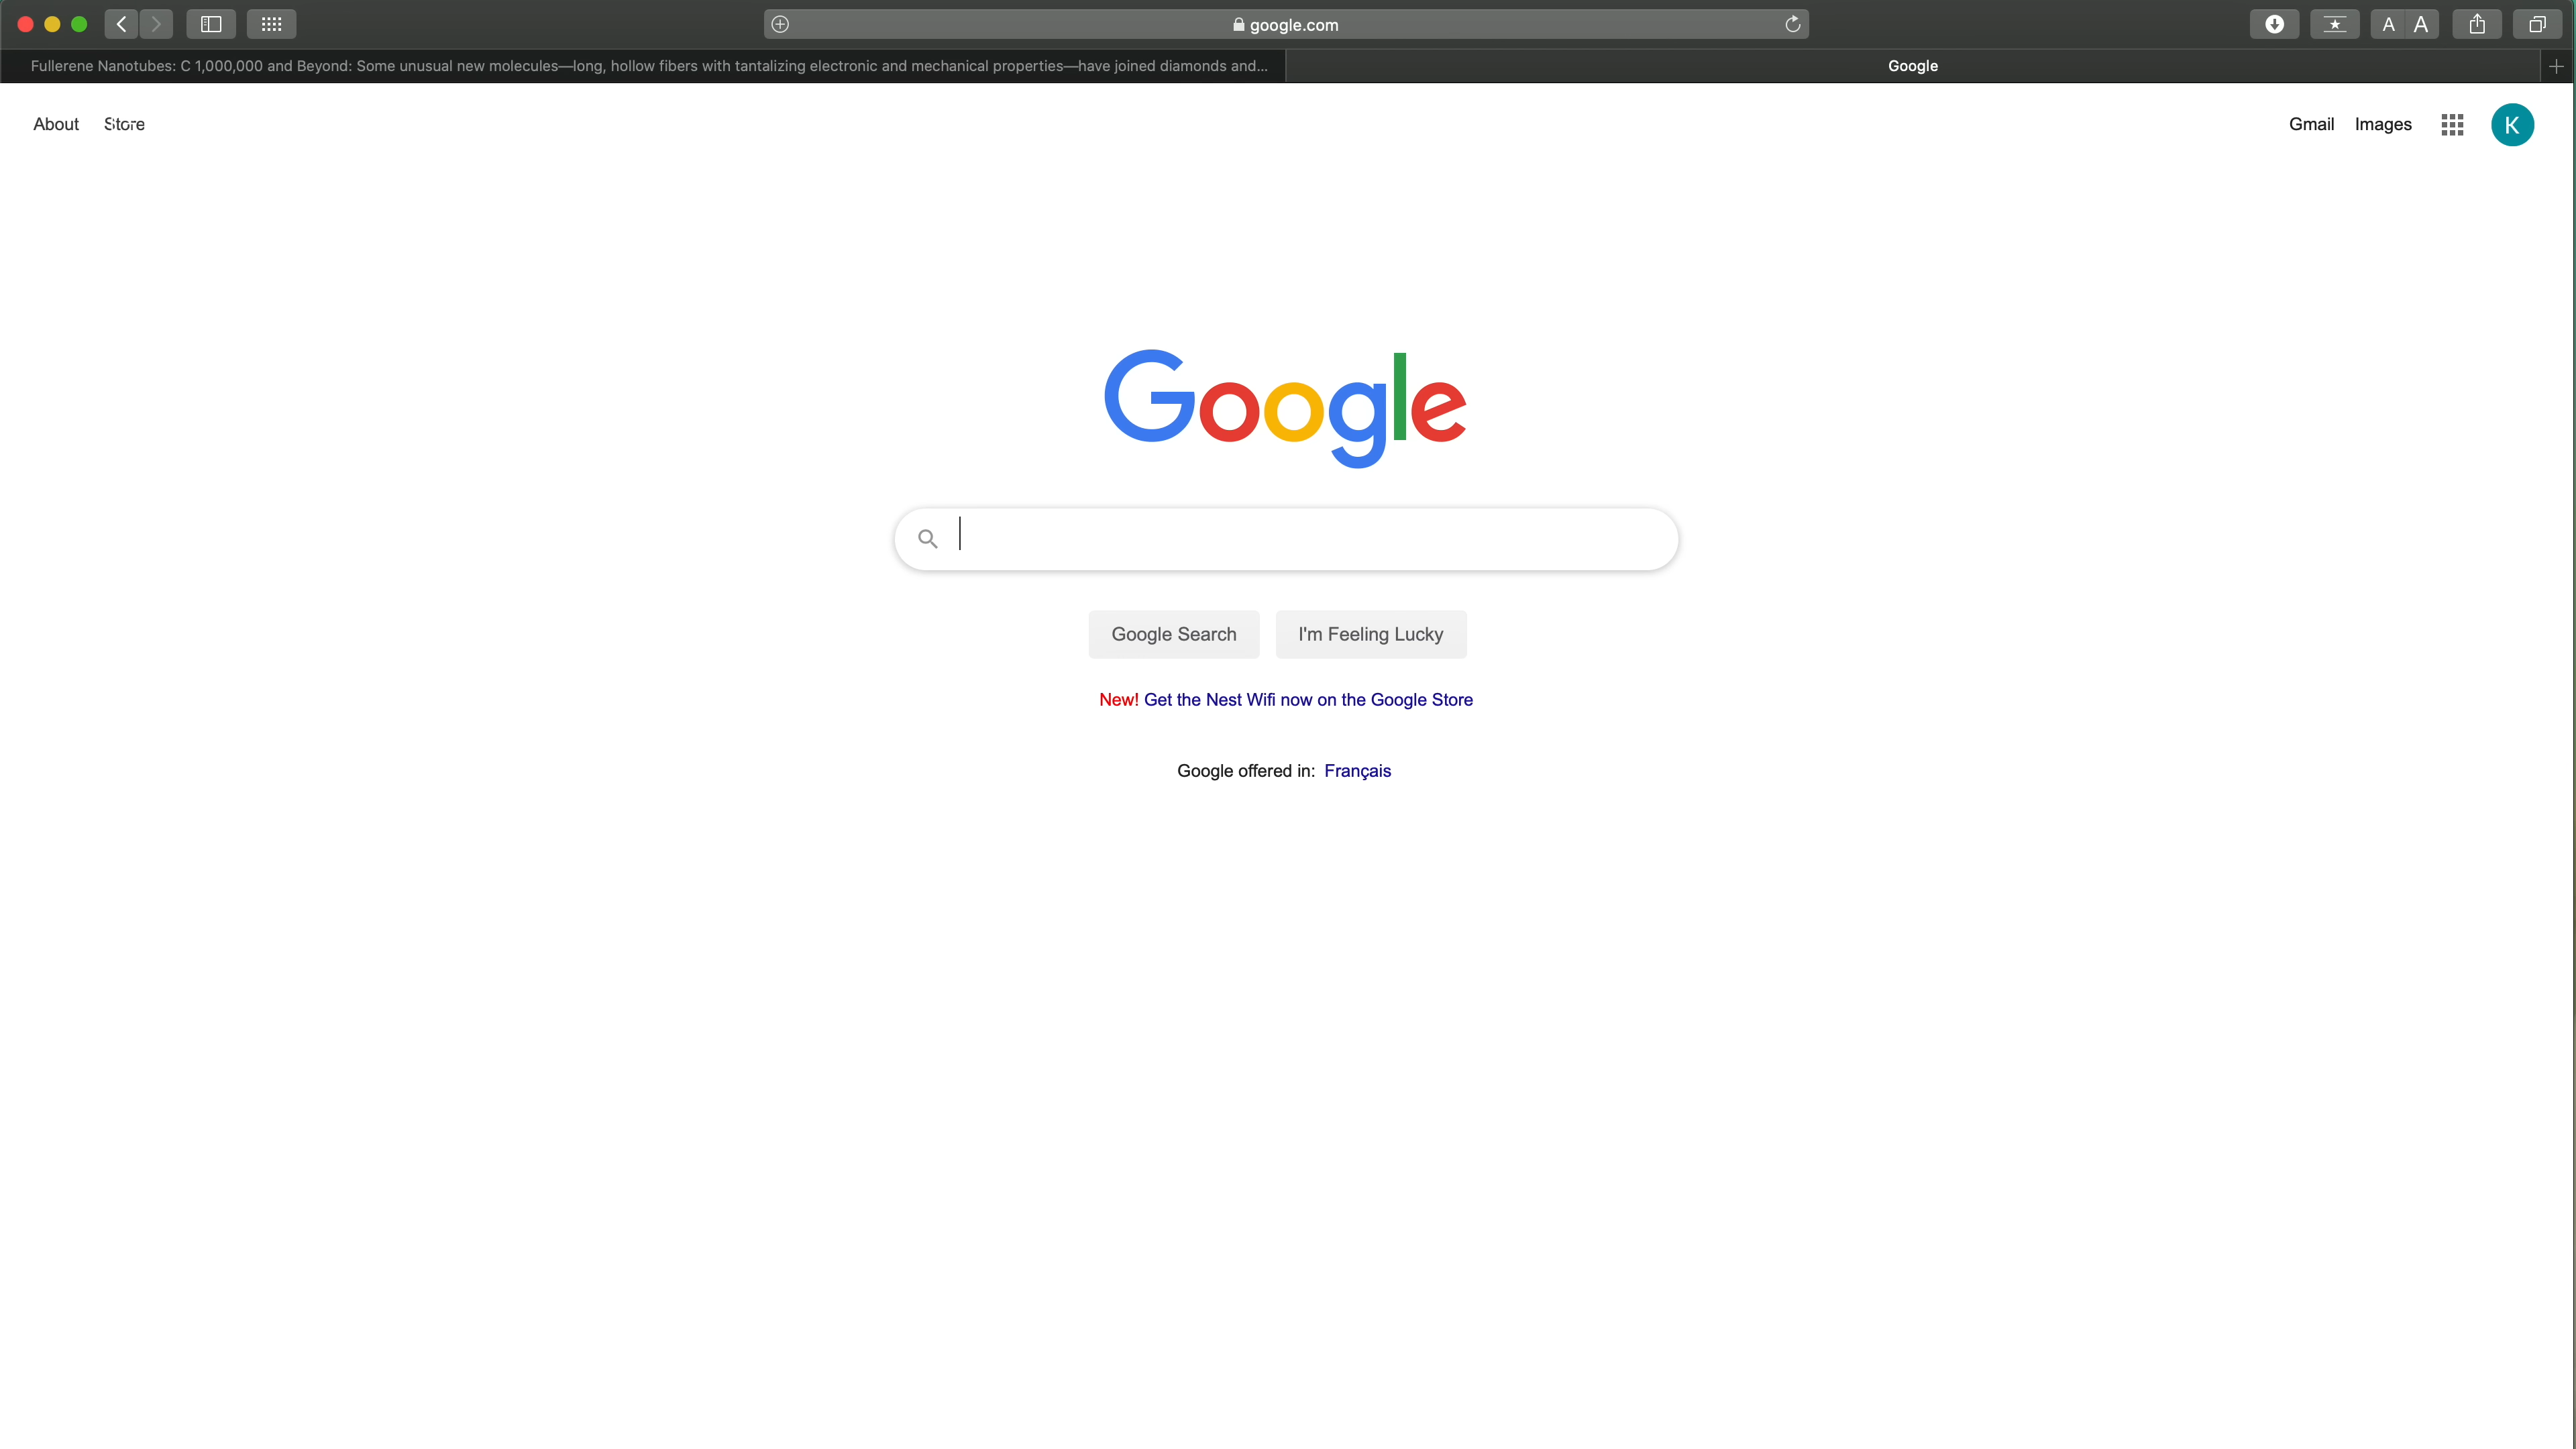 google.com
A A
Fullerene Nanotubes: C 1,000,000 and Beyond: Some unusual new molecules—long, hollow fibers with tantalizing electronic and mechanical properties—have joined diamonds and...
Google
About Store
Gmail Images
K
Google
Google Search
I'm Feeling Lucky
New! Get the Nest Wifi now on the Google Store
Google offered in: Français